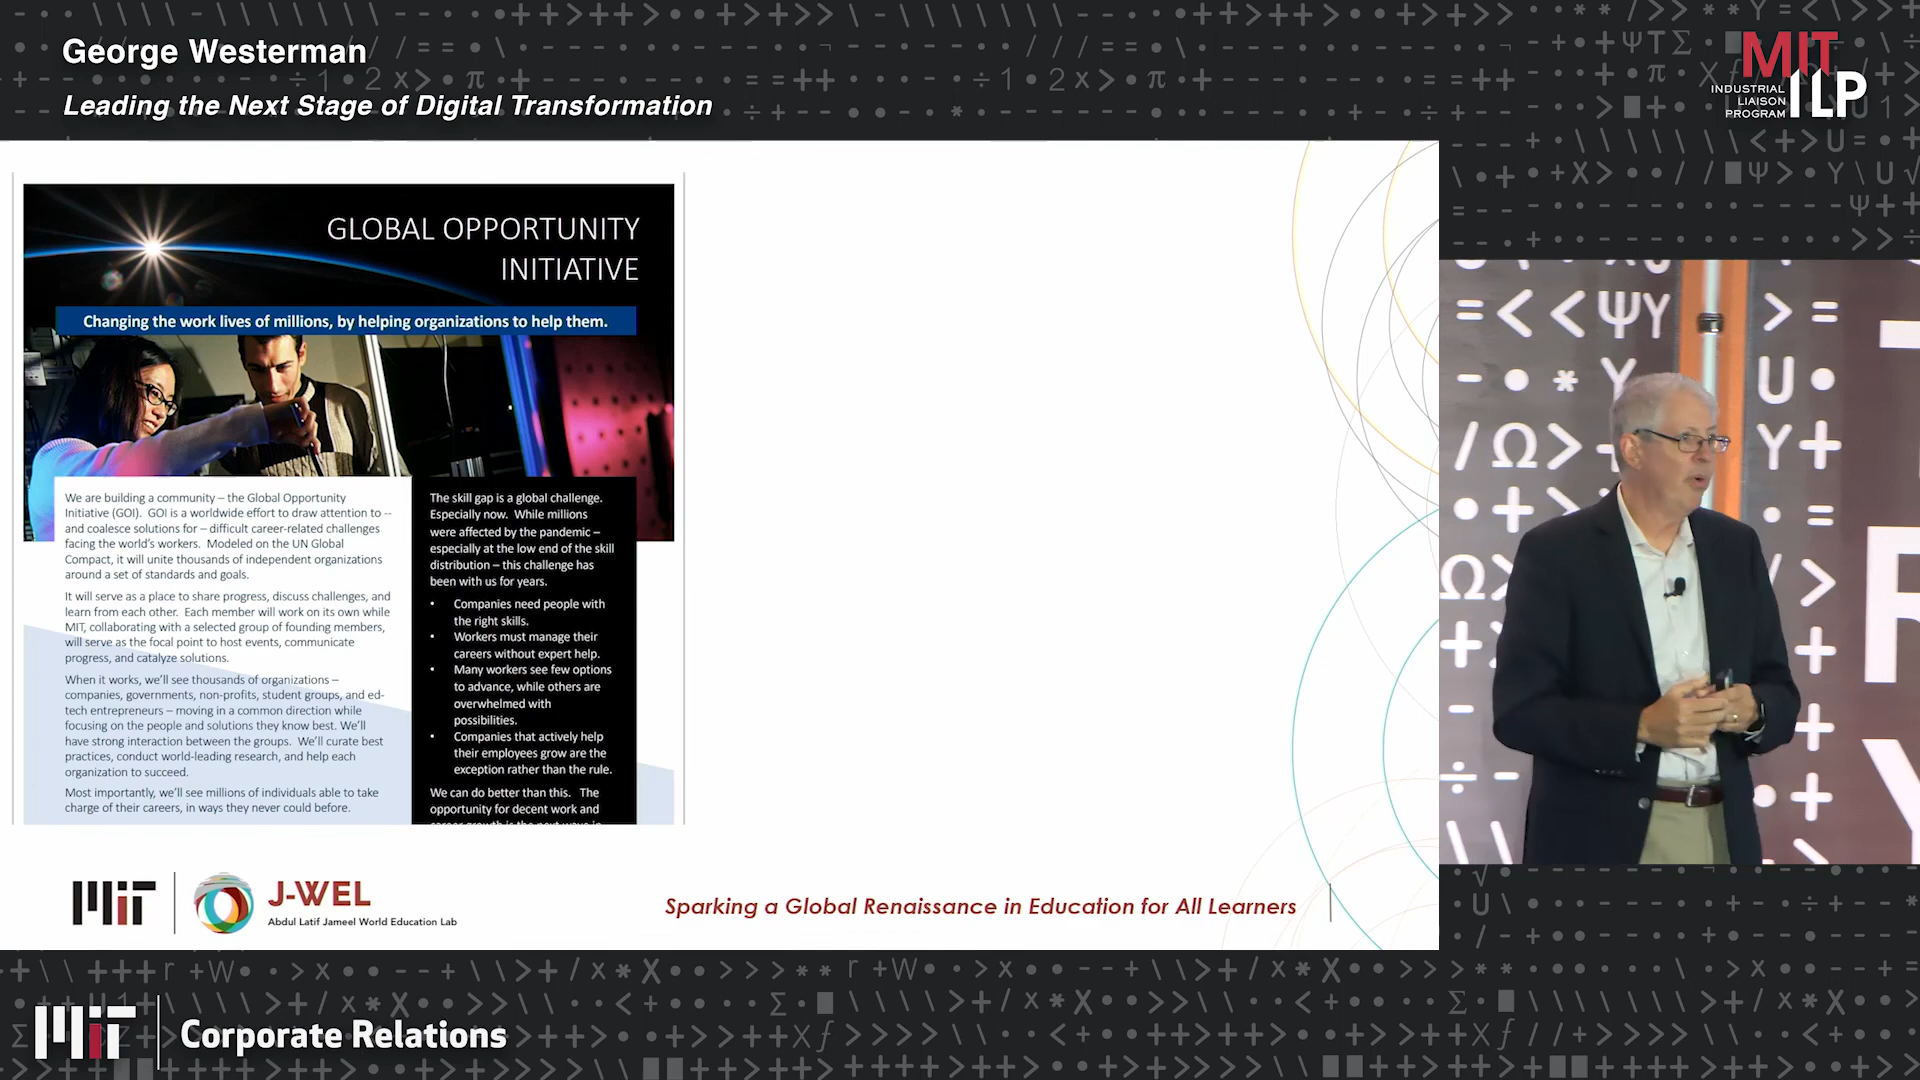 George Westerman
Leading the Next Stage of Digital Transformation
MIT
INDUSTRIAL
LIAISON
PROGRAM
ILP
GLOBAL OPPORTUNITY
INITIATIVE
Changing the work lives of millions, by helping organizations to help them.
We are building a community – the Global Opportunity
Initiative (GOI).  GOI is a worldwide effort to draw attention to --
and coalesce solutions for – difficult career-related challenges
facing the world's workers.  Modeled on the UN Global
Compact, it will unite thousands of independent organizations
around a set of standards and goals.
It will serve as a place to share progress, discuss challenges, and
learn from each other.  Each member will work on its own while
MIT, collaborating with a selected group of founding members,
will serve as the focal point to host events, communicate
progress, and catalyze solutions.
When it works, we'll see thousands of organizations –
companies, governments, non-profits, student groups, and ed-
tech entrepreneurs – moving in a common direction while
focusing on the people and solutions they know best. We'll
have strong interaction between the groups.  We'll curate best
practices, conduct world-leading research, and help each
organization to succeed.
Most importantly, we'll see millions of individuals able to take
charge of their careers, in ways they never could before.
The skill gap is a global challenge.
Especially now.  While millions
were affected by the pandemic –
especially at the low end of the skill
distribution – this challenge has
been with us for years.
• Companies need people with
the right skills.
• Workers must manage their
careers without expert help.
• Many workers see few options
to advance, while others are
overwhelmed with
possibilities.
• Companies that actively help
their employees grow are the
exception rather than the rule.
We can do better than this.   The
opportunity for decent work and
MIT
J-WEL
Abdul Latif Jameel World Education Lab
Sparking a Global Renaissance in Education for All Learners
MIT
Corporate Relations